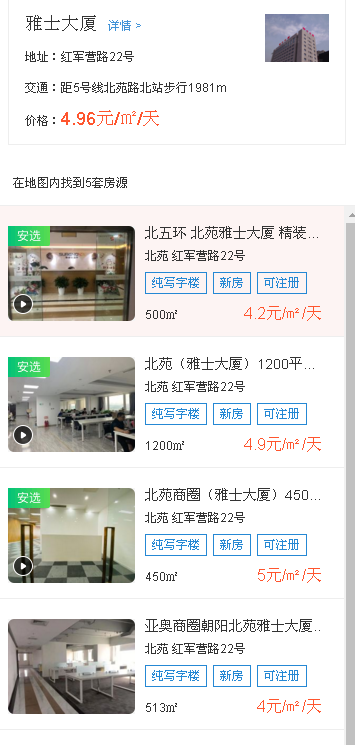 雅士大厦 详情 »
地址：红军营路22号
交通：距5号线北苑路北站步行1981m
价格：4.96元/㎡/天
在地图内找到5套房源
安选
北五环 北苑雅士大厦 精装...
北苑 红军营路22号
纯写字楼 新房 可注册
500㎡ 4.2元/㎡/天
安选
北苑（雅士大厦）1200平...
北苑 红军营路22号
纯写字楼 新房 可注册
1200㎡ 4.9元/㎡/天
安选
北苑商圈（雅士大厦）450...
北苑 红军营路22号
纯写字楼 新房 可注册
450㎡ 5元/㎡/天
亚奥商圈朝阳北苑雅士大厦..
北苑 红军营路22号
纯写字楼 新房 可注册
513㎡ 4元/㎡/天